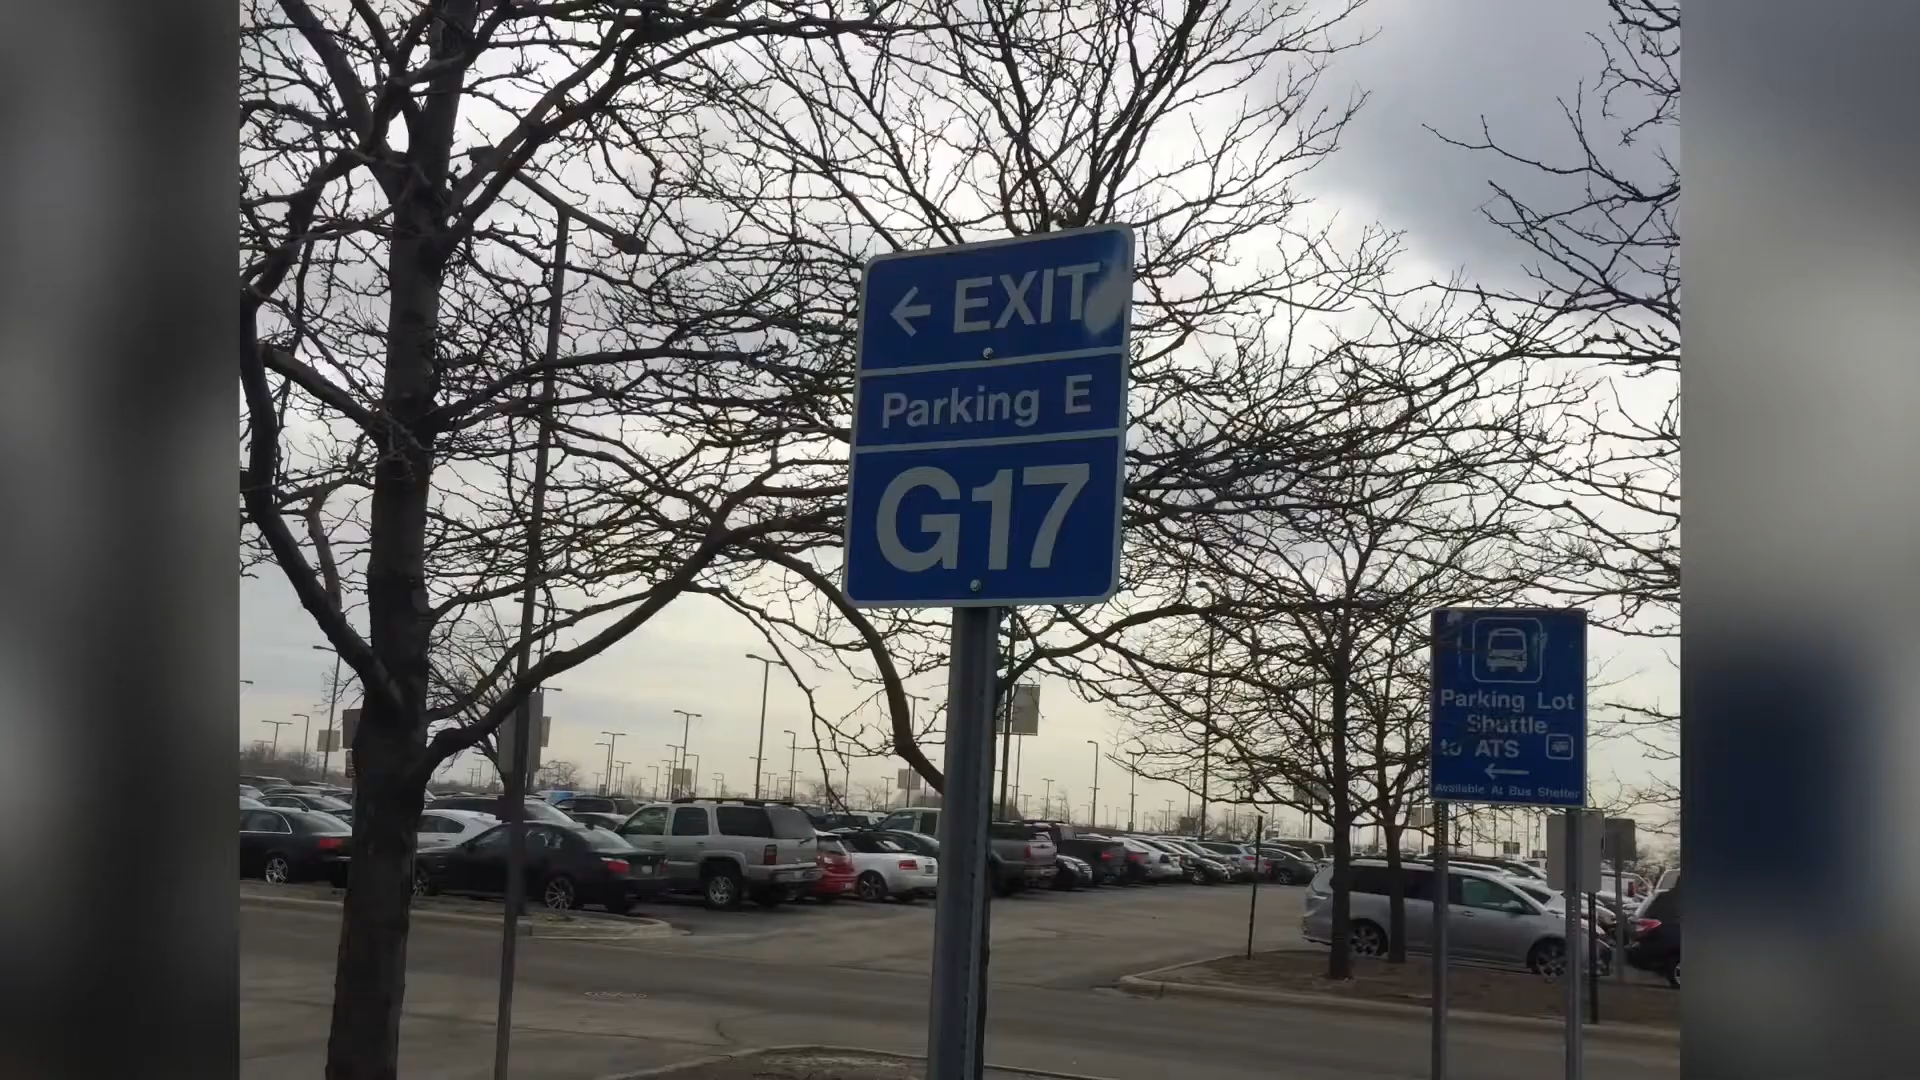 ← EXIT
Parking E
G17
Parking Lot
Shuttle
to ATS
←
Available At Bus Shelter